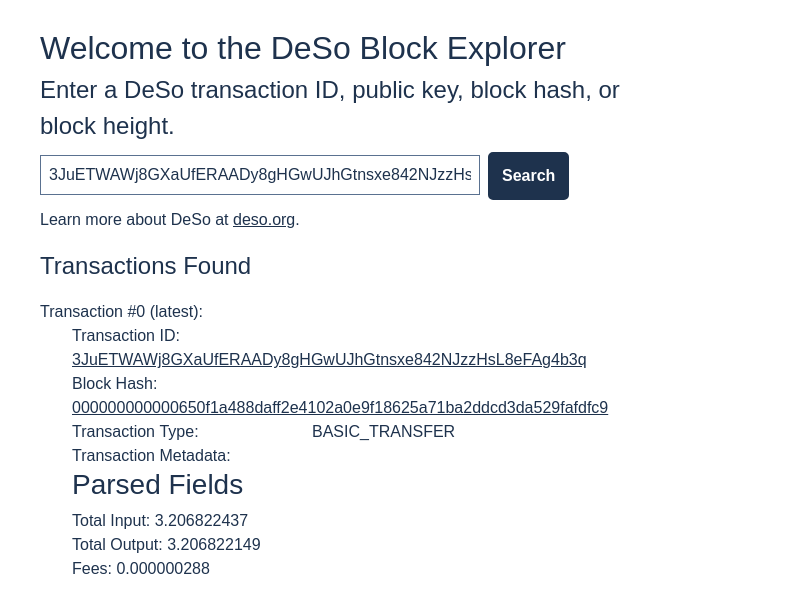 Welcome to the DeSo Block Explorer
Enter a DeSo transaction ID, public key, block hash, or
block height.
3JuETWAWj8GXaUfERAADy8gHGwUJhGtnsxe842NJzzHs
Search
Learn more about DeSo at deso.org.
Transactions Found
Transaction #0 (latest):
Transaction ID:
3JuETWAWj8GXaUfERAADy8gHGwUJhGtnsxe842NJzzHsL8eFAg4b3q
Block Hash:
000000000000650f1a488daff2e4102a0e9f18625a71ba2ddcd3da529fafdfc9
Transaction Type: BASIC_TRANSFER
Transaction Metadata:
Parsed Fields
Total Input: 3.206822437
Total Output: 3.206822149
Fees: 0.000000288